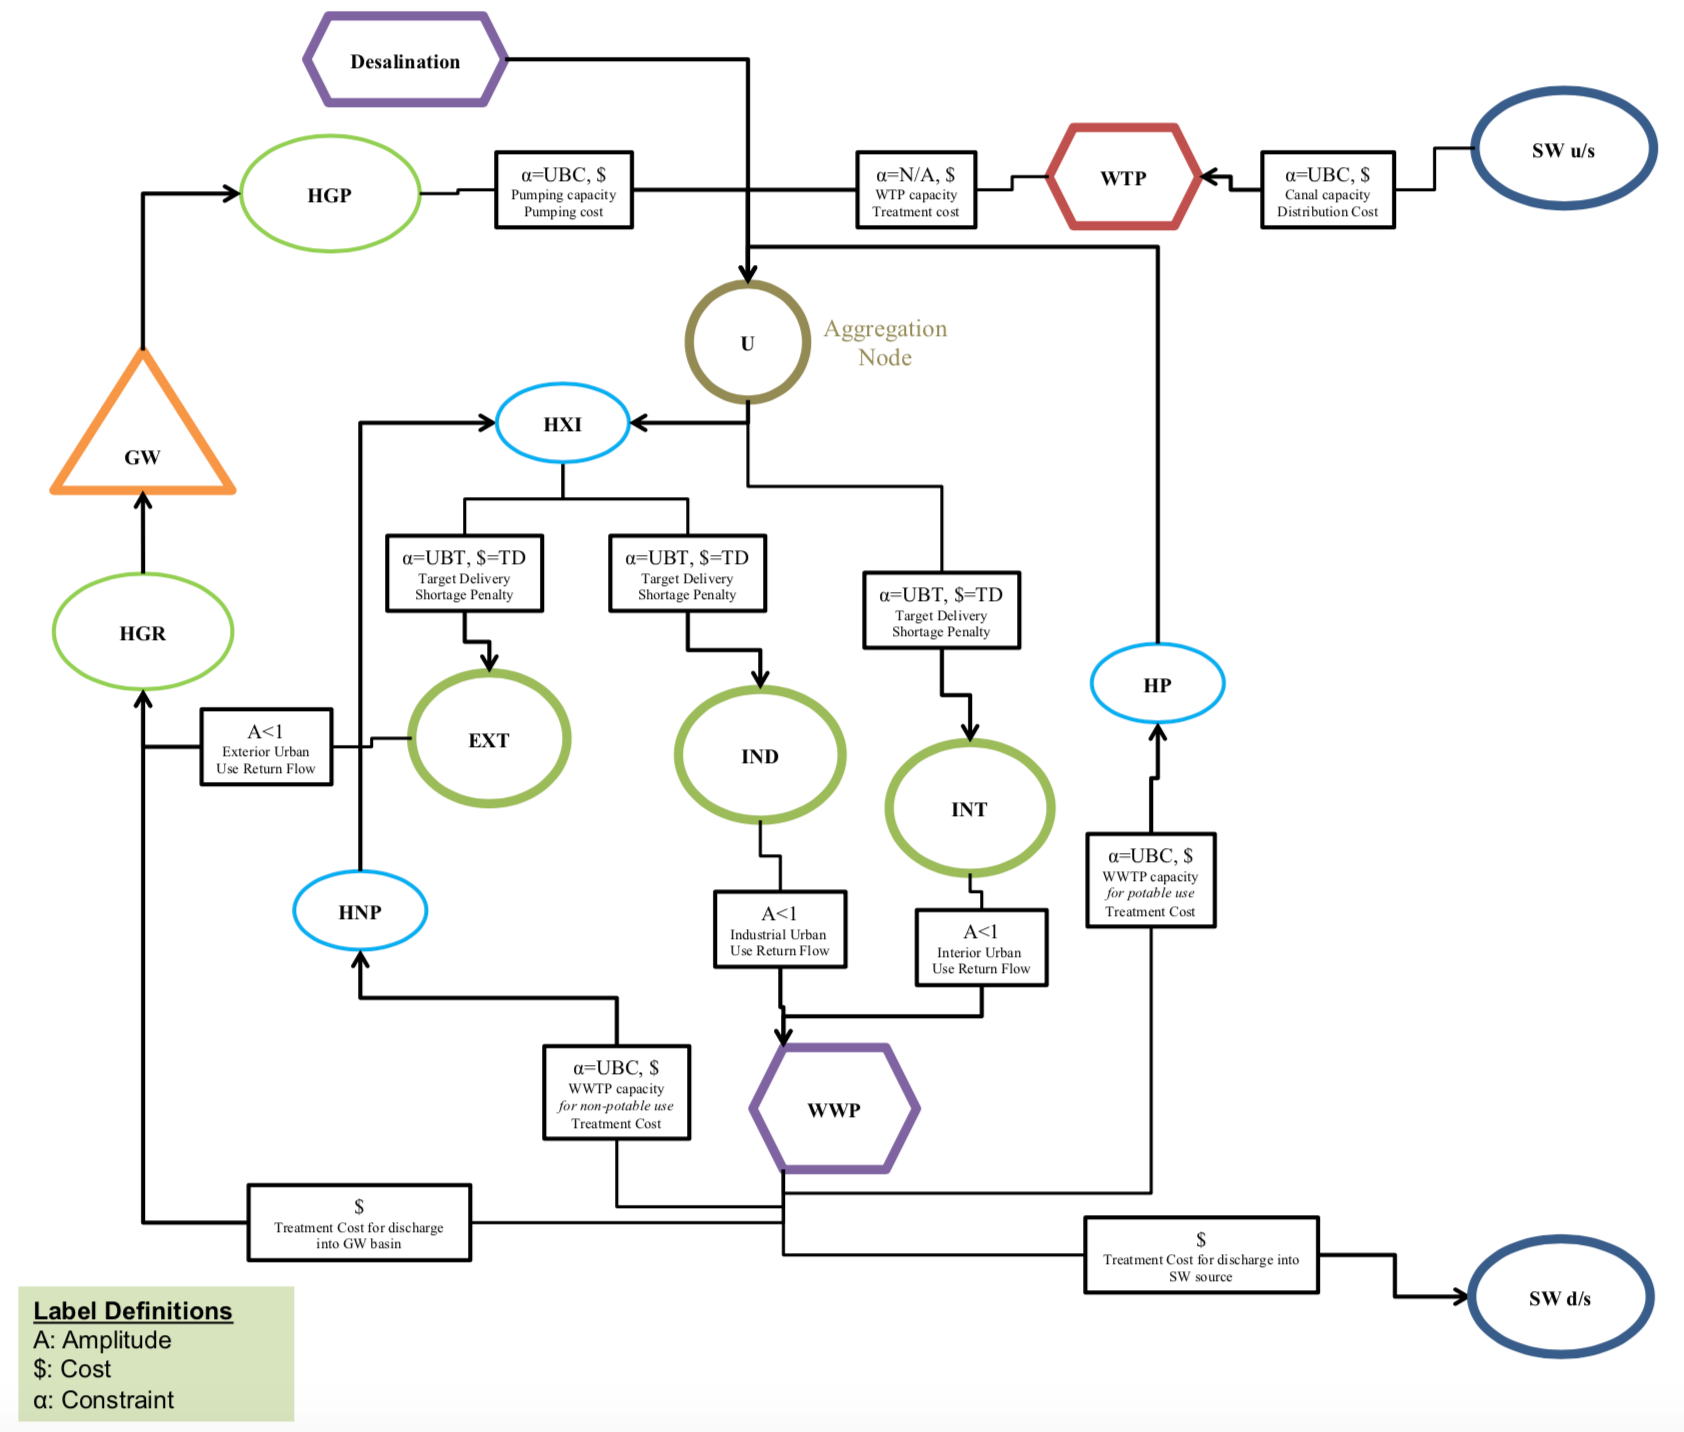 Desalination
SW u/s
HGP
α=UBC, $
Pumping capacity
Pumping cost
α=N/A, $
WTP capacity
Treatment cost
WTP
α=UBC, $
Canal capacity
Distribution Cost
U
Aggregation
Node
HXI
GW
α=UBT, $=TD
Target Delivery
Shortage Penalty
α=UBT, $=TD
Target Delivery
Shortage Penalty
α=UBT, $=TD
Target Delivery
Shortage Penalty
HGR
HP
A<1
Exterior Urban
Use Return Flow
EXT
IND
INT
α=UBC, $
WWTP capacity
for potable use
Treatment Cost
HNP
A<1
Industrial Urban
Use Return Flow
A<1
Interior Urban
Use Return Flow
α=UBC, $
WWTP capacity
for non-potable use
Treatment Cost
WWP
$
Treatment Cost for discharge
into GW basin
$
Treatment Cost for discharge into
SW source
SW d/s
Label Definitions
A: Amplitude
$: Cost
α: Constraint